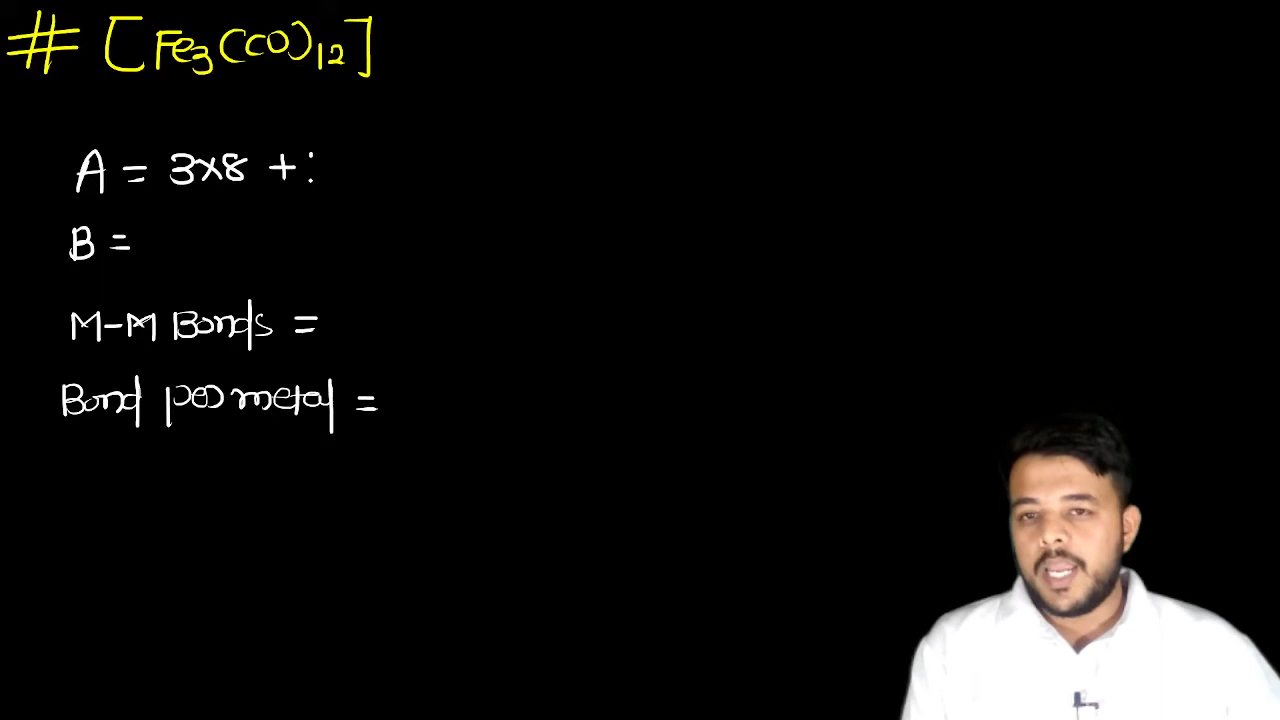 # [Fe3(CO)12]
A = 3x8 + :
B =
M-M Bonds =
Bond per metal =